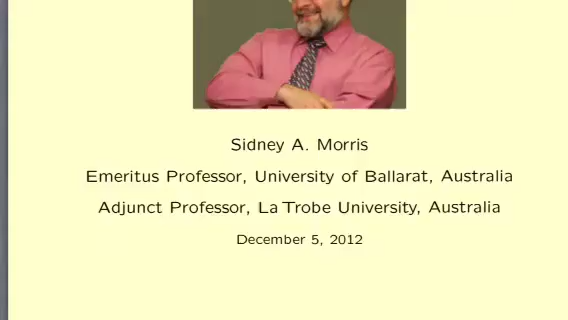 Sidney A. Morris
Emeritus Professor, University of Ballarat, Australia
Adjunct Professor, La Trobe University, Australia
December 5, 2012